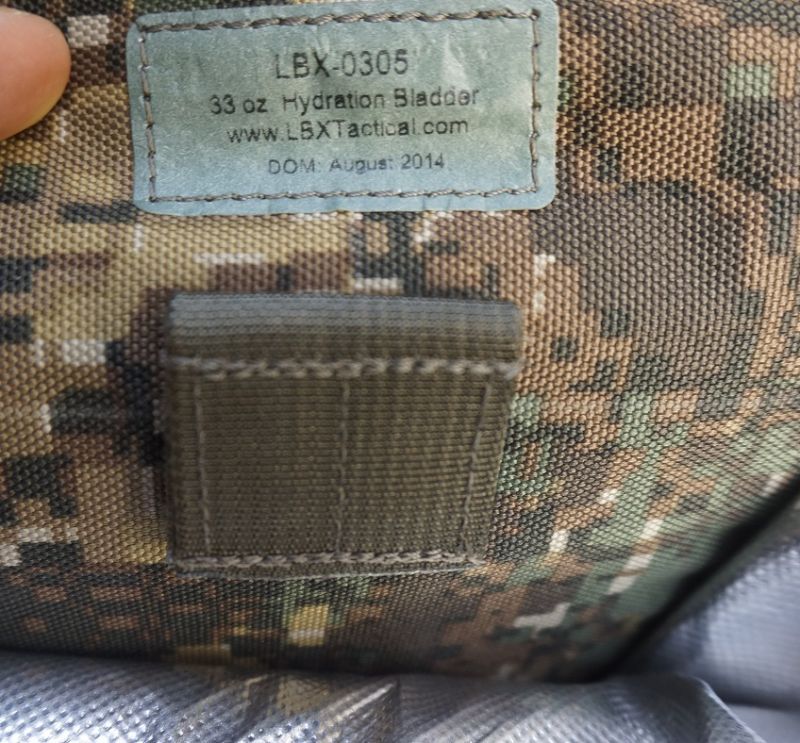 LBX-0305
33 oz Hydration Bladder
www.LBXTactical.com
DOM: August 2014